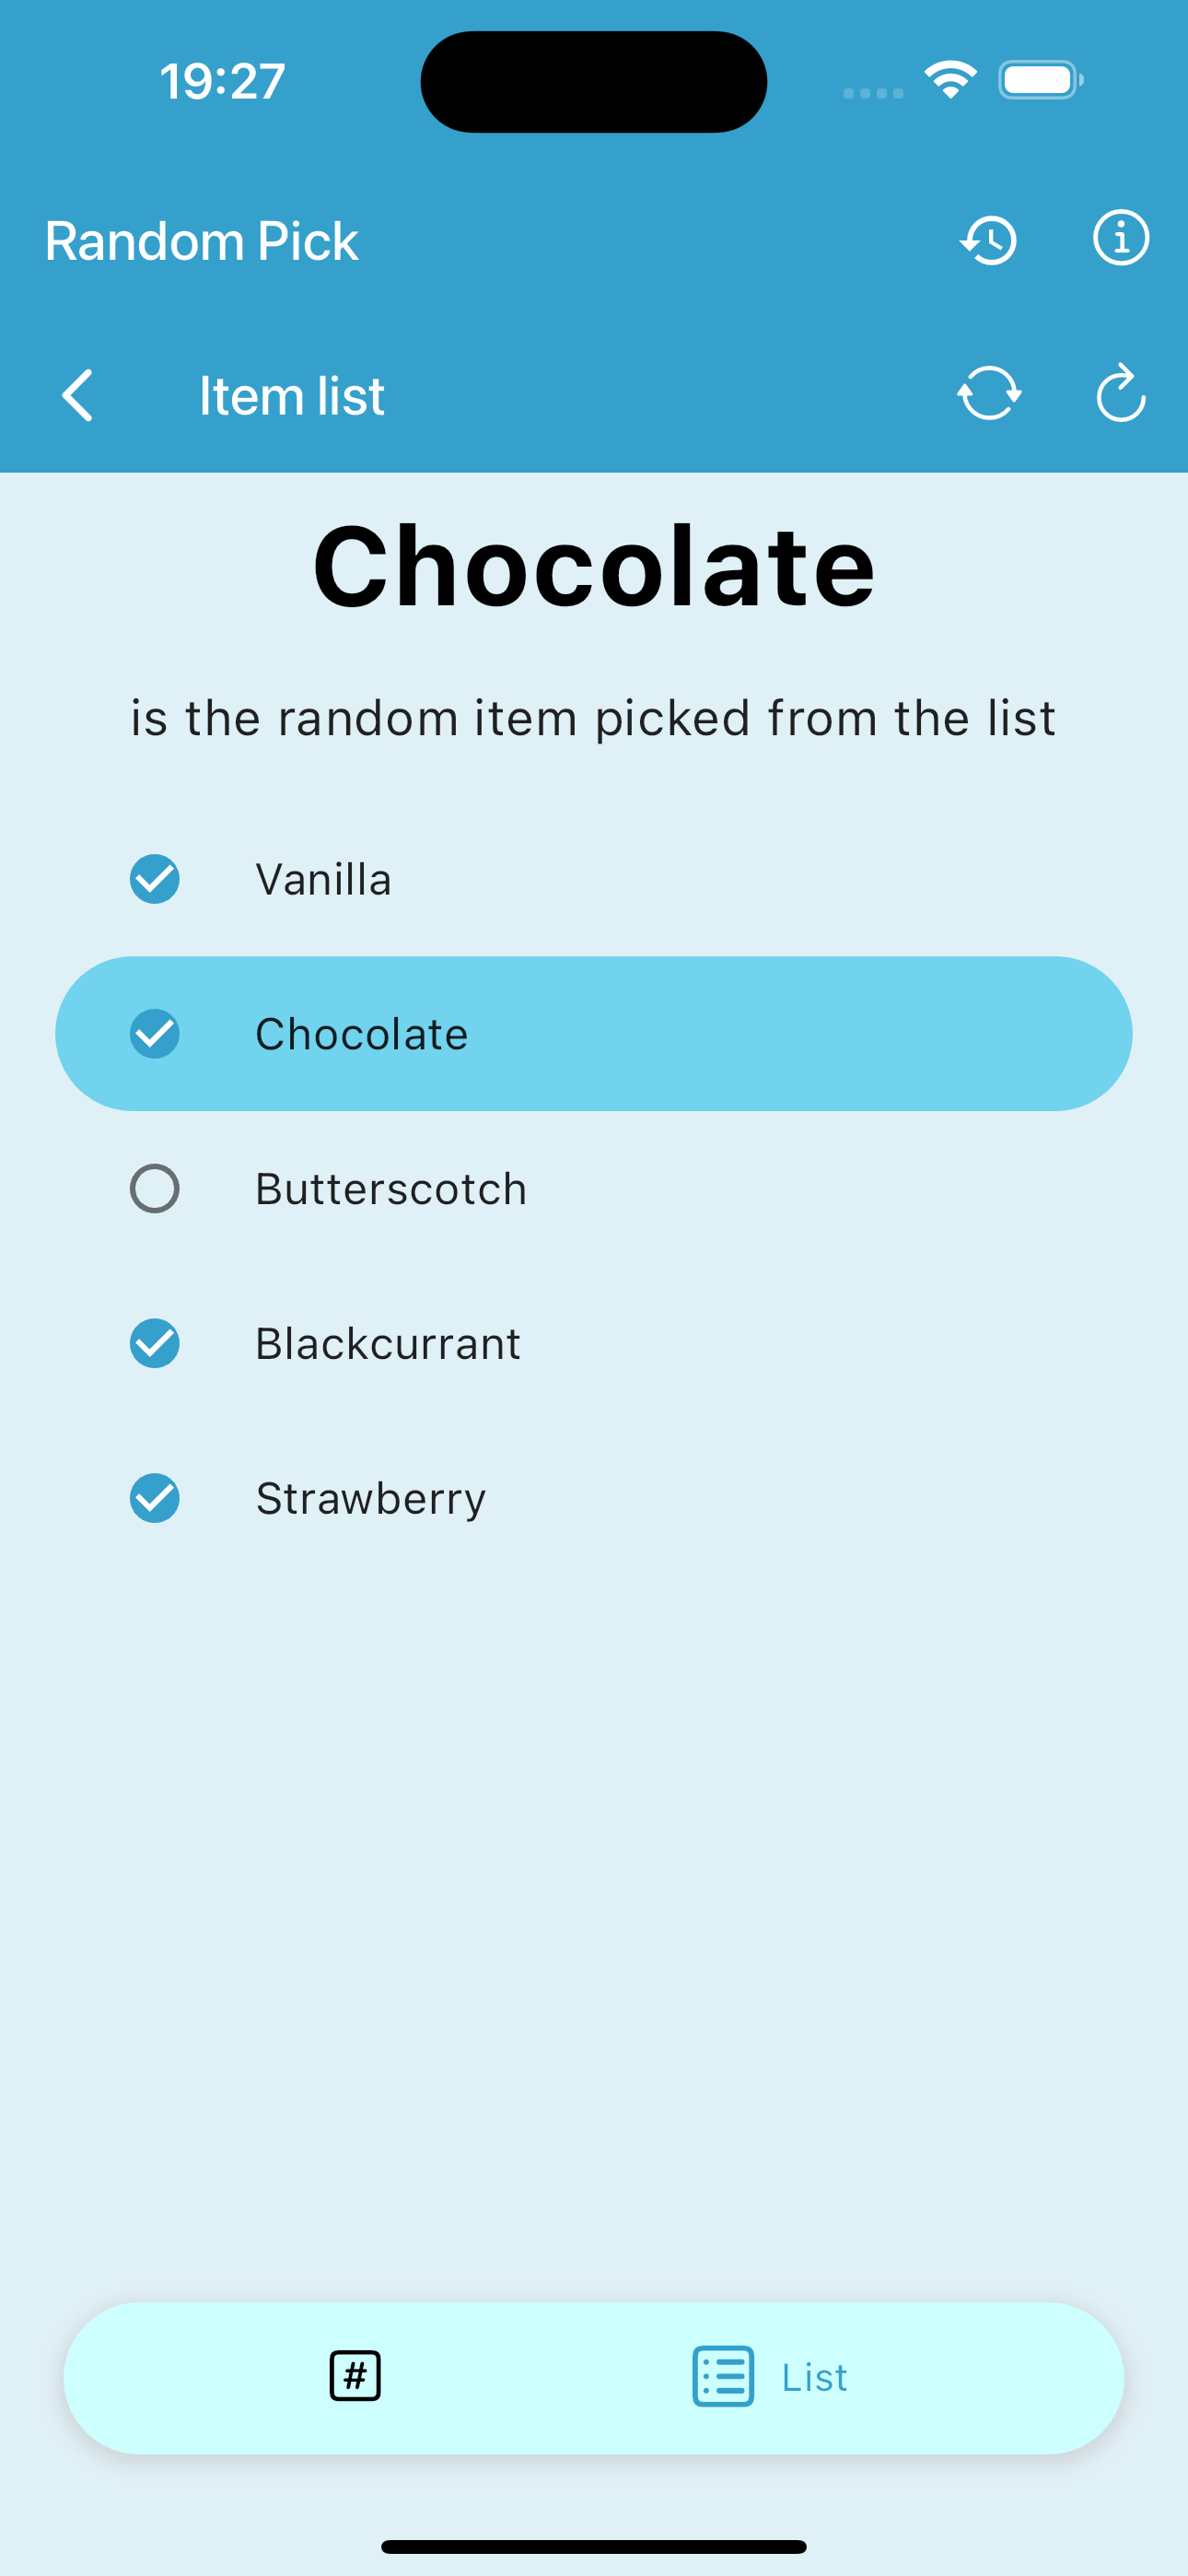 19:27
Random Pick
Item list
Chocolate
is the random item picked from the list
Vanilla
Chocolate
Butterscotch
Blackcurrant
Strawberry
# List